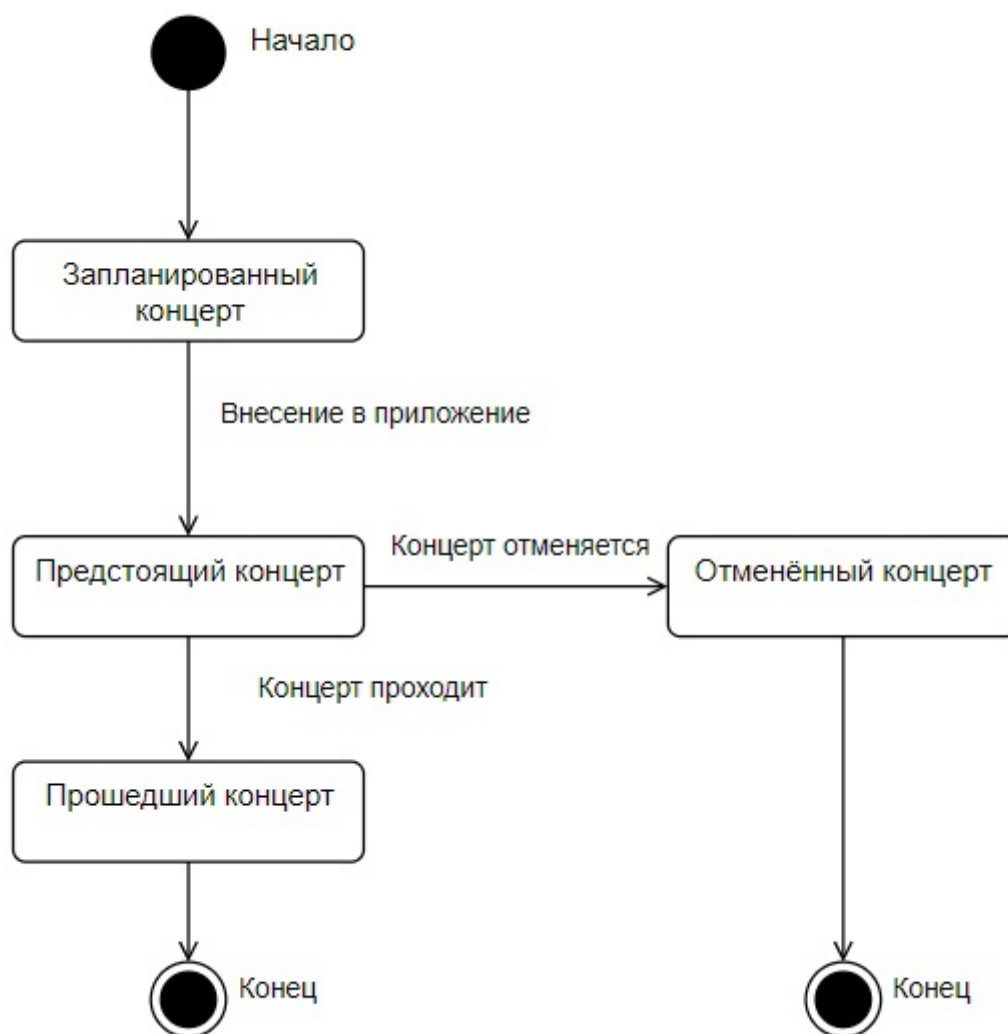 Начало
Запланированный
концерт
Внесение в приложение
Концерт отменяется
Предстоящий концерт
Отменённый концерт
Концерт проходит
Прошедший концерт
Конец
Конец